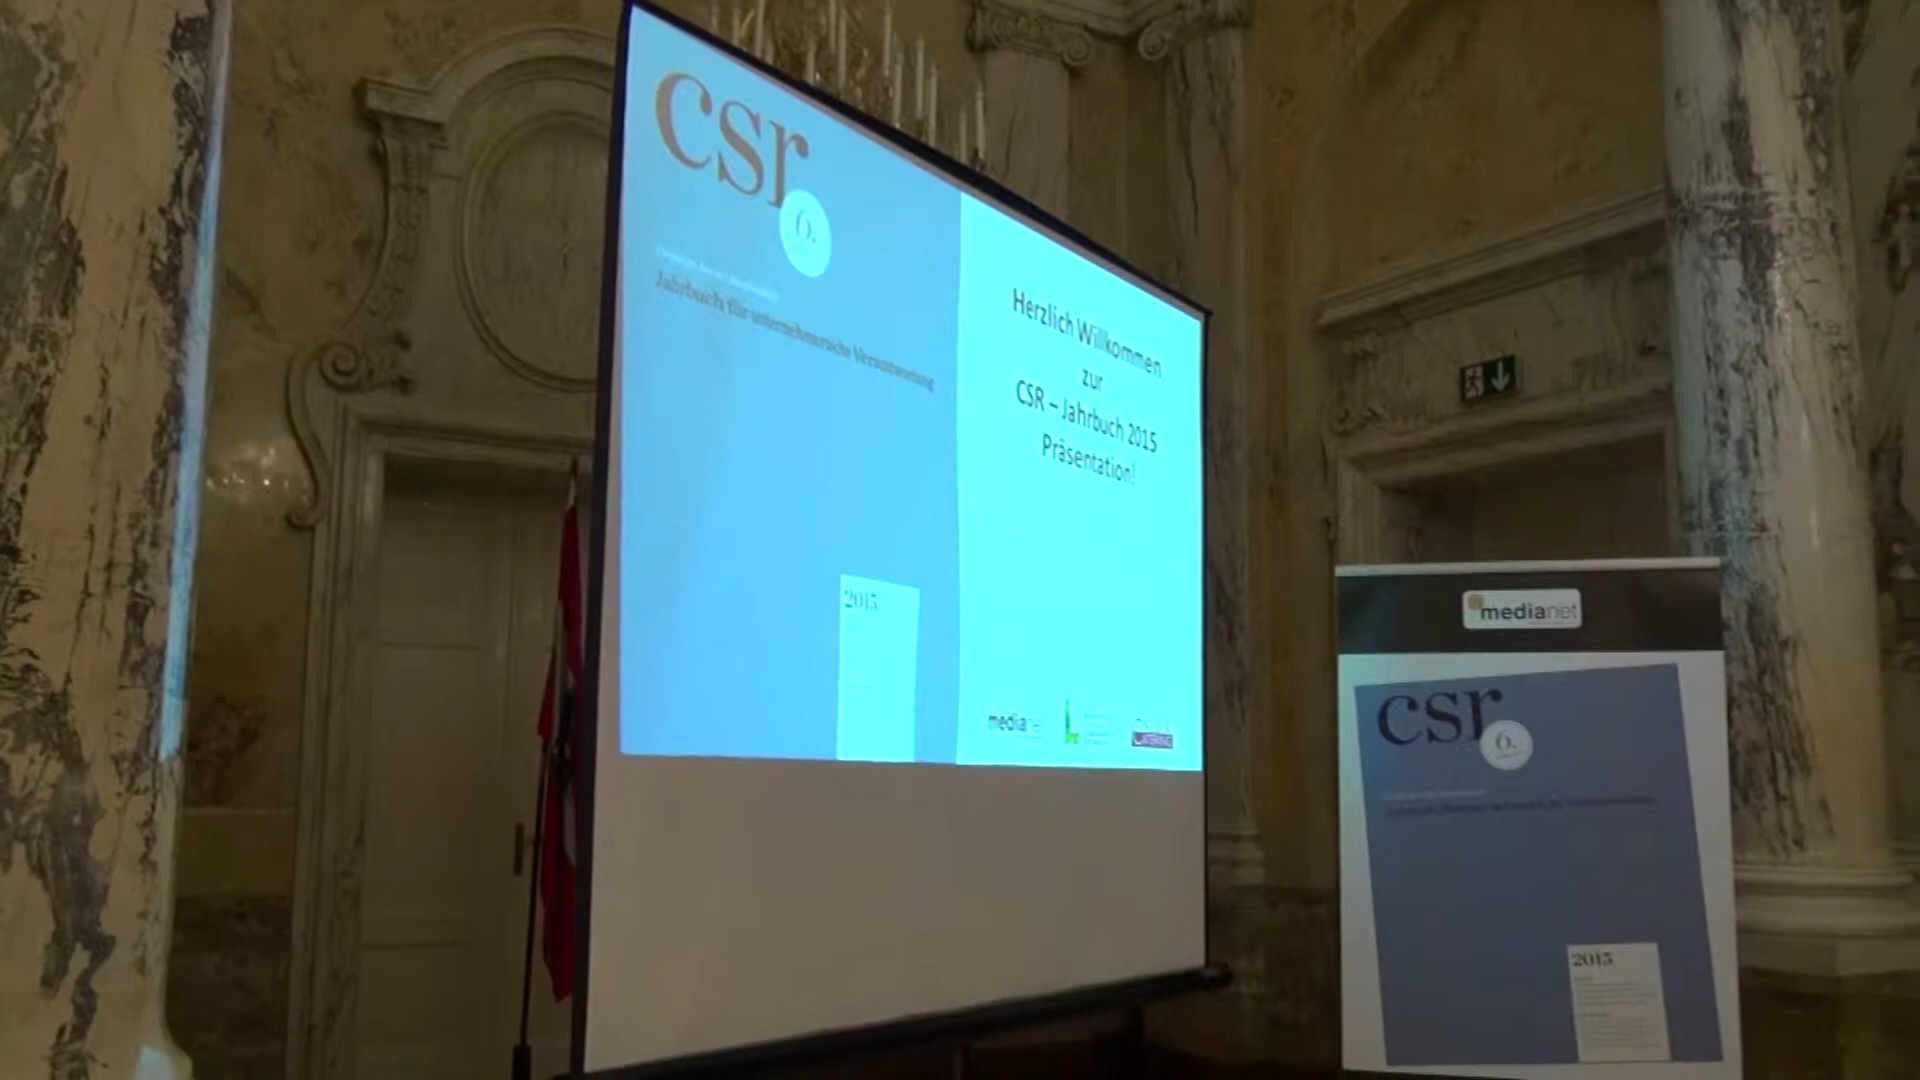 csr
6.
Jahrbuch für unternehmerische Verantwortung
2015
Herzlich Willkommen
zur
CSR – Jahrbuch 2015
Präsentation!
medianet
CATERING
medianet
csr
6.
2015